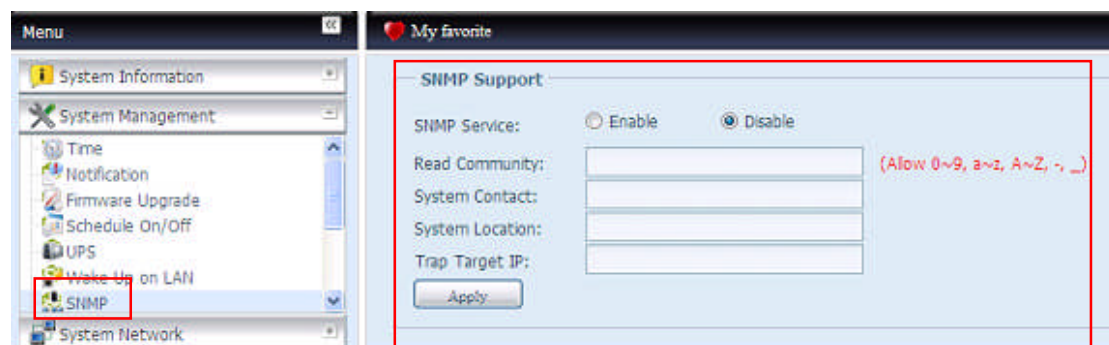 Menu
My favorite
System Information
System Management
Time
Notification
Firmware Upgrade
Schedule On/Off
UPS
Wake Up on LAN
SNMP
System Network
SNMP Support
SNMP Service: Enable Disable
Read Community: (Allow 0~9, a~z, A~Z, -, _)
System Contact:
System Location:
Trap Target IP:
Apply